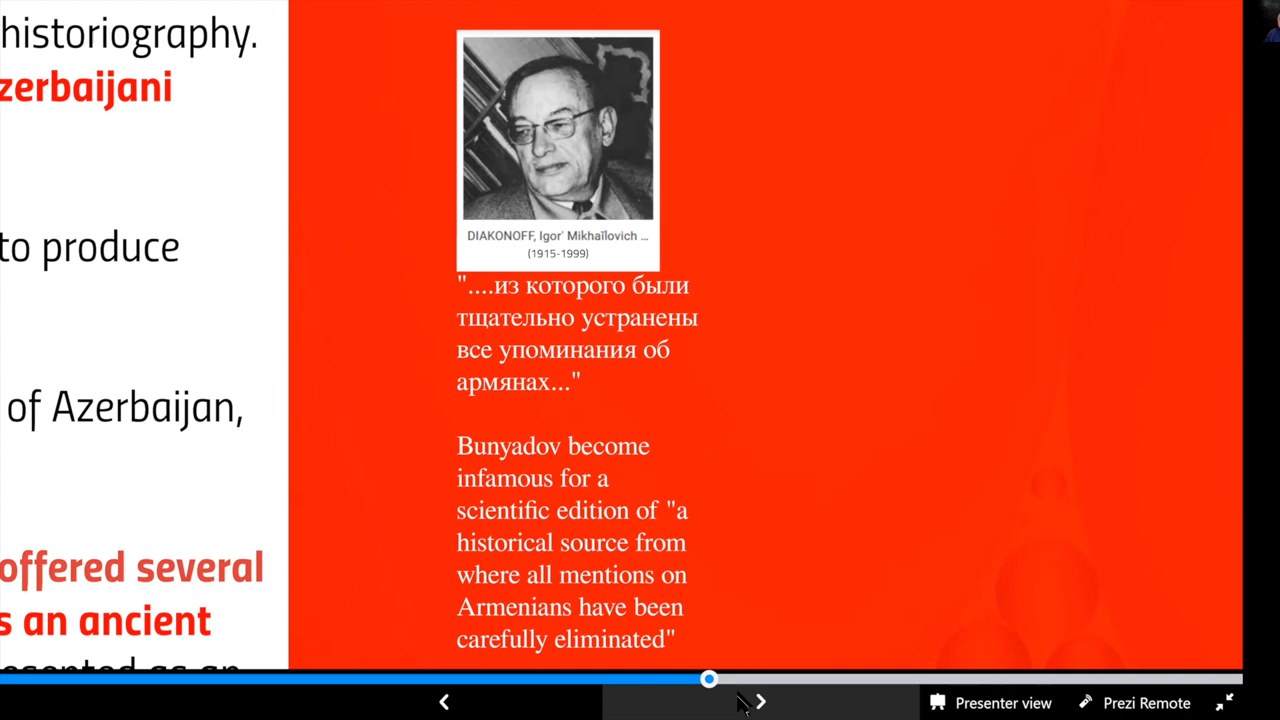 historiography.
zerbaijani
to produce
of Azerbaijan,
offered several
s an ancient
DIAKONOFF, Igor' Mikhaĭlovich ...
(1915-1999)
"....из которого были
тщательно устранены
все упоминания об
армянах..."
Bunyadov become
infamous for a
scientific edition of "a
historical source from
where all mentions on
Armenians have been
carefully eliminated"
Presenter view
Prezi Remote